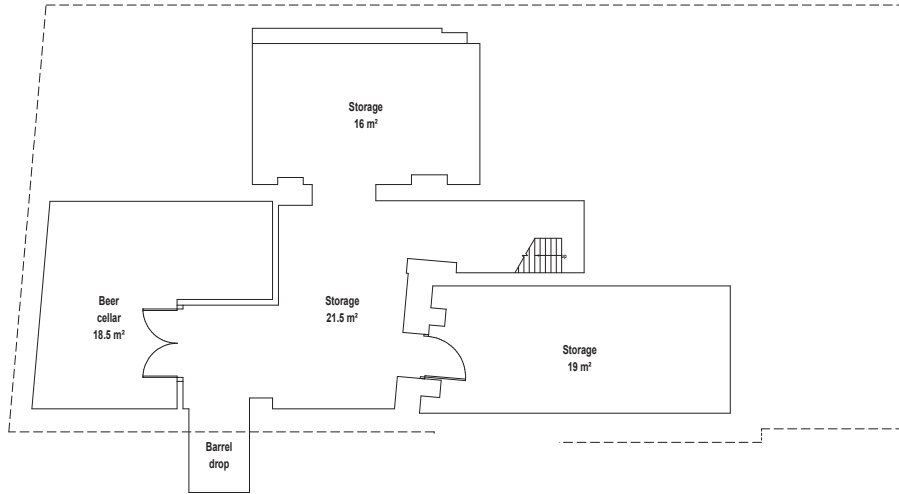 Storage
16 m²
Beer
cellar
18.5 m²
Storage
21.5 m²
Storage
19 m²
Barrel
drop